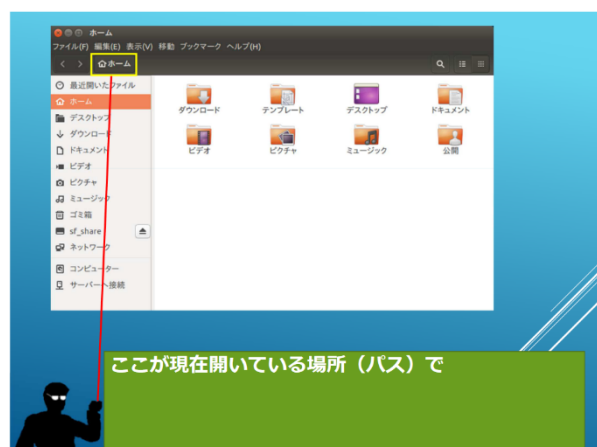 ホーム
ファイル(F) 編集(E) 表示(V) 移動 ブックマーク ヘルプ(H)
ホーム
最近開いたファイル
ホーム
デスクトップ
ダウンロード
ドキュメント
ビデオ
ピクチャ
ミュージック
ゴミ箱
sf_share
ネットワーク
コンピューター
サーバーへ接続
ダウンロード テンプレート デスクトップ ドキュメント
ビデオ ピクチャ ミュージック 公開
ここが現在開いている場所（パス）で